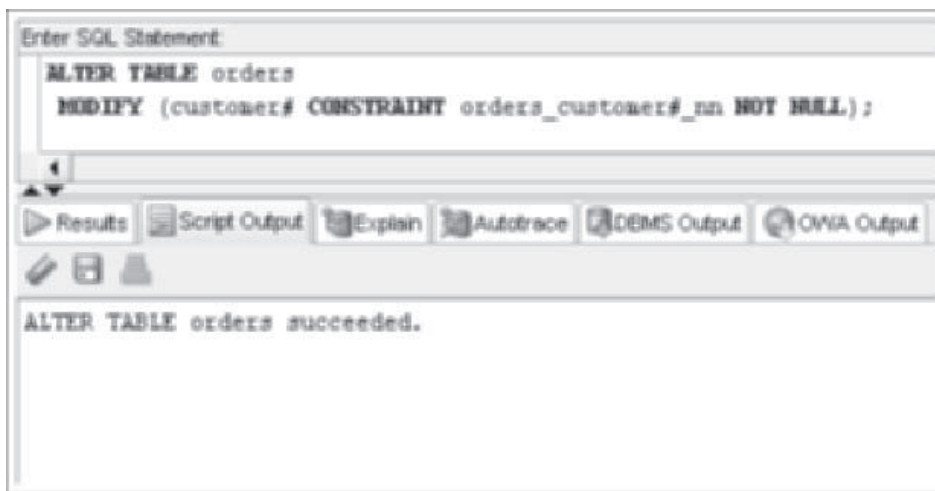 Enter SQL Statement:
ALTER TABLE orders
MODIFY (customer# CONSTRAINT orders_customer#_nn NOT NULL);
Results Script Output Explain Autotrace DBMS Output OWA Output
ALTER TABLE orders succeeded.